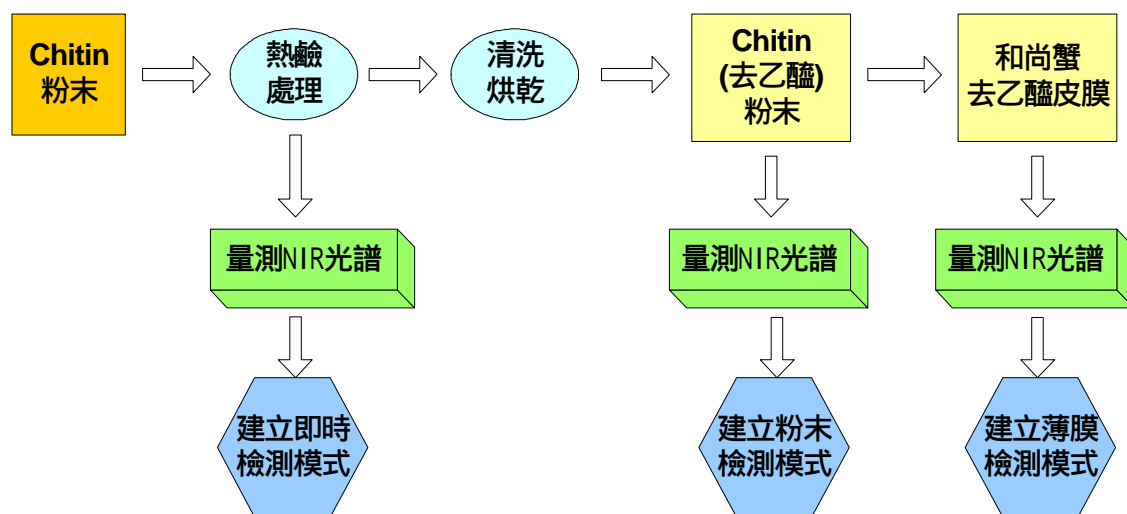 Chitin
粉末
熱鹼
處理
清洗
烘乾
Chitin
(去乙醯)
粉末
和尚蟹
去乙醯皮膜
量測NIR光譜
量測NIR光譜
量測NIR光譜
建立即時
檢測模式
建立粉末
檢測模式
建立薄膜
檢測模式